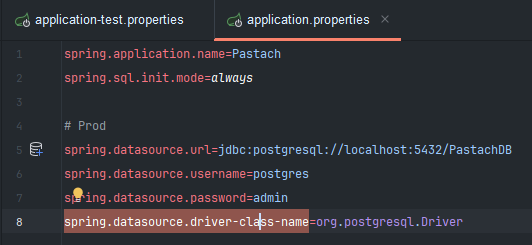 application-test.properties
application.properties
1 spring.application.name=Pastach
2 spring.sql.init.mode=always
3
4 # Prod
5 spring.datasource.url=jdbc:postgresql://localhost:5432/PastachDB
6 spring.datasource.username=postgres
7 spring.datasource.password=admin
8 spring.datasource.driver-class-name=org.postgresql.Driver